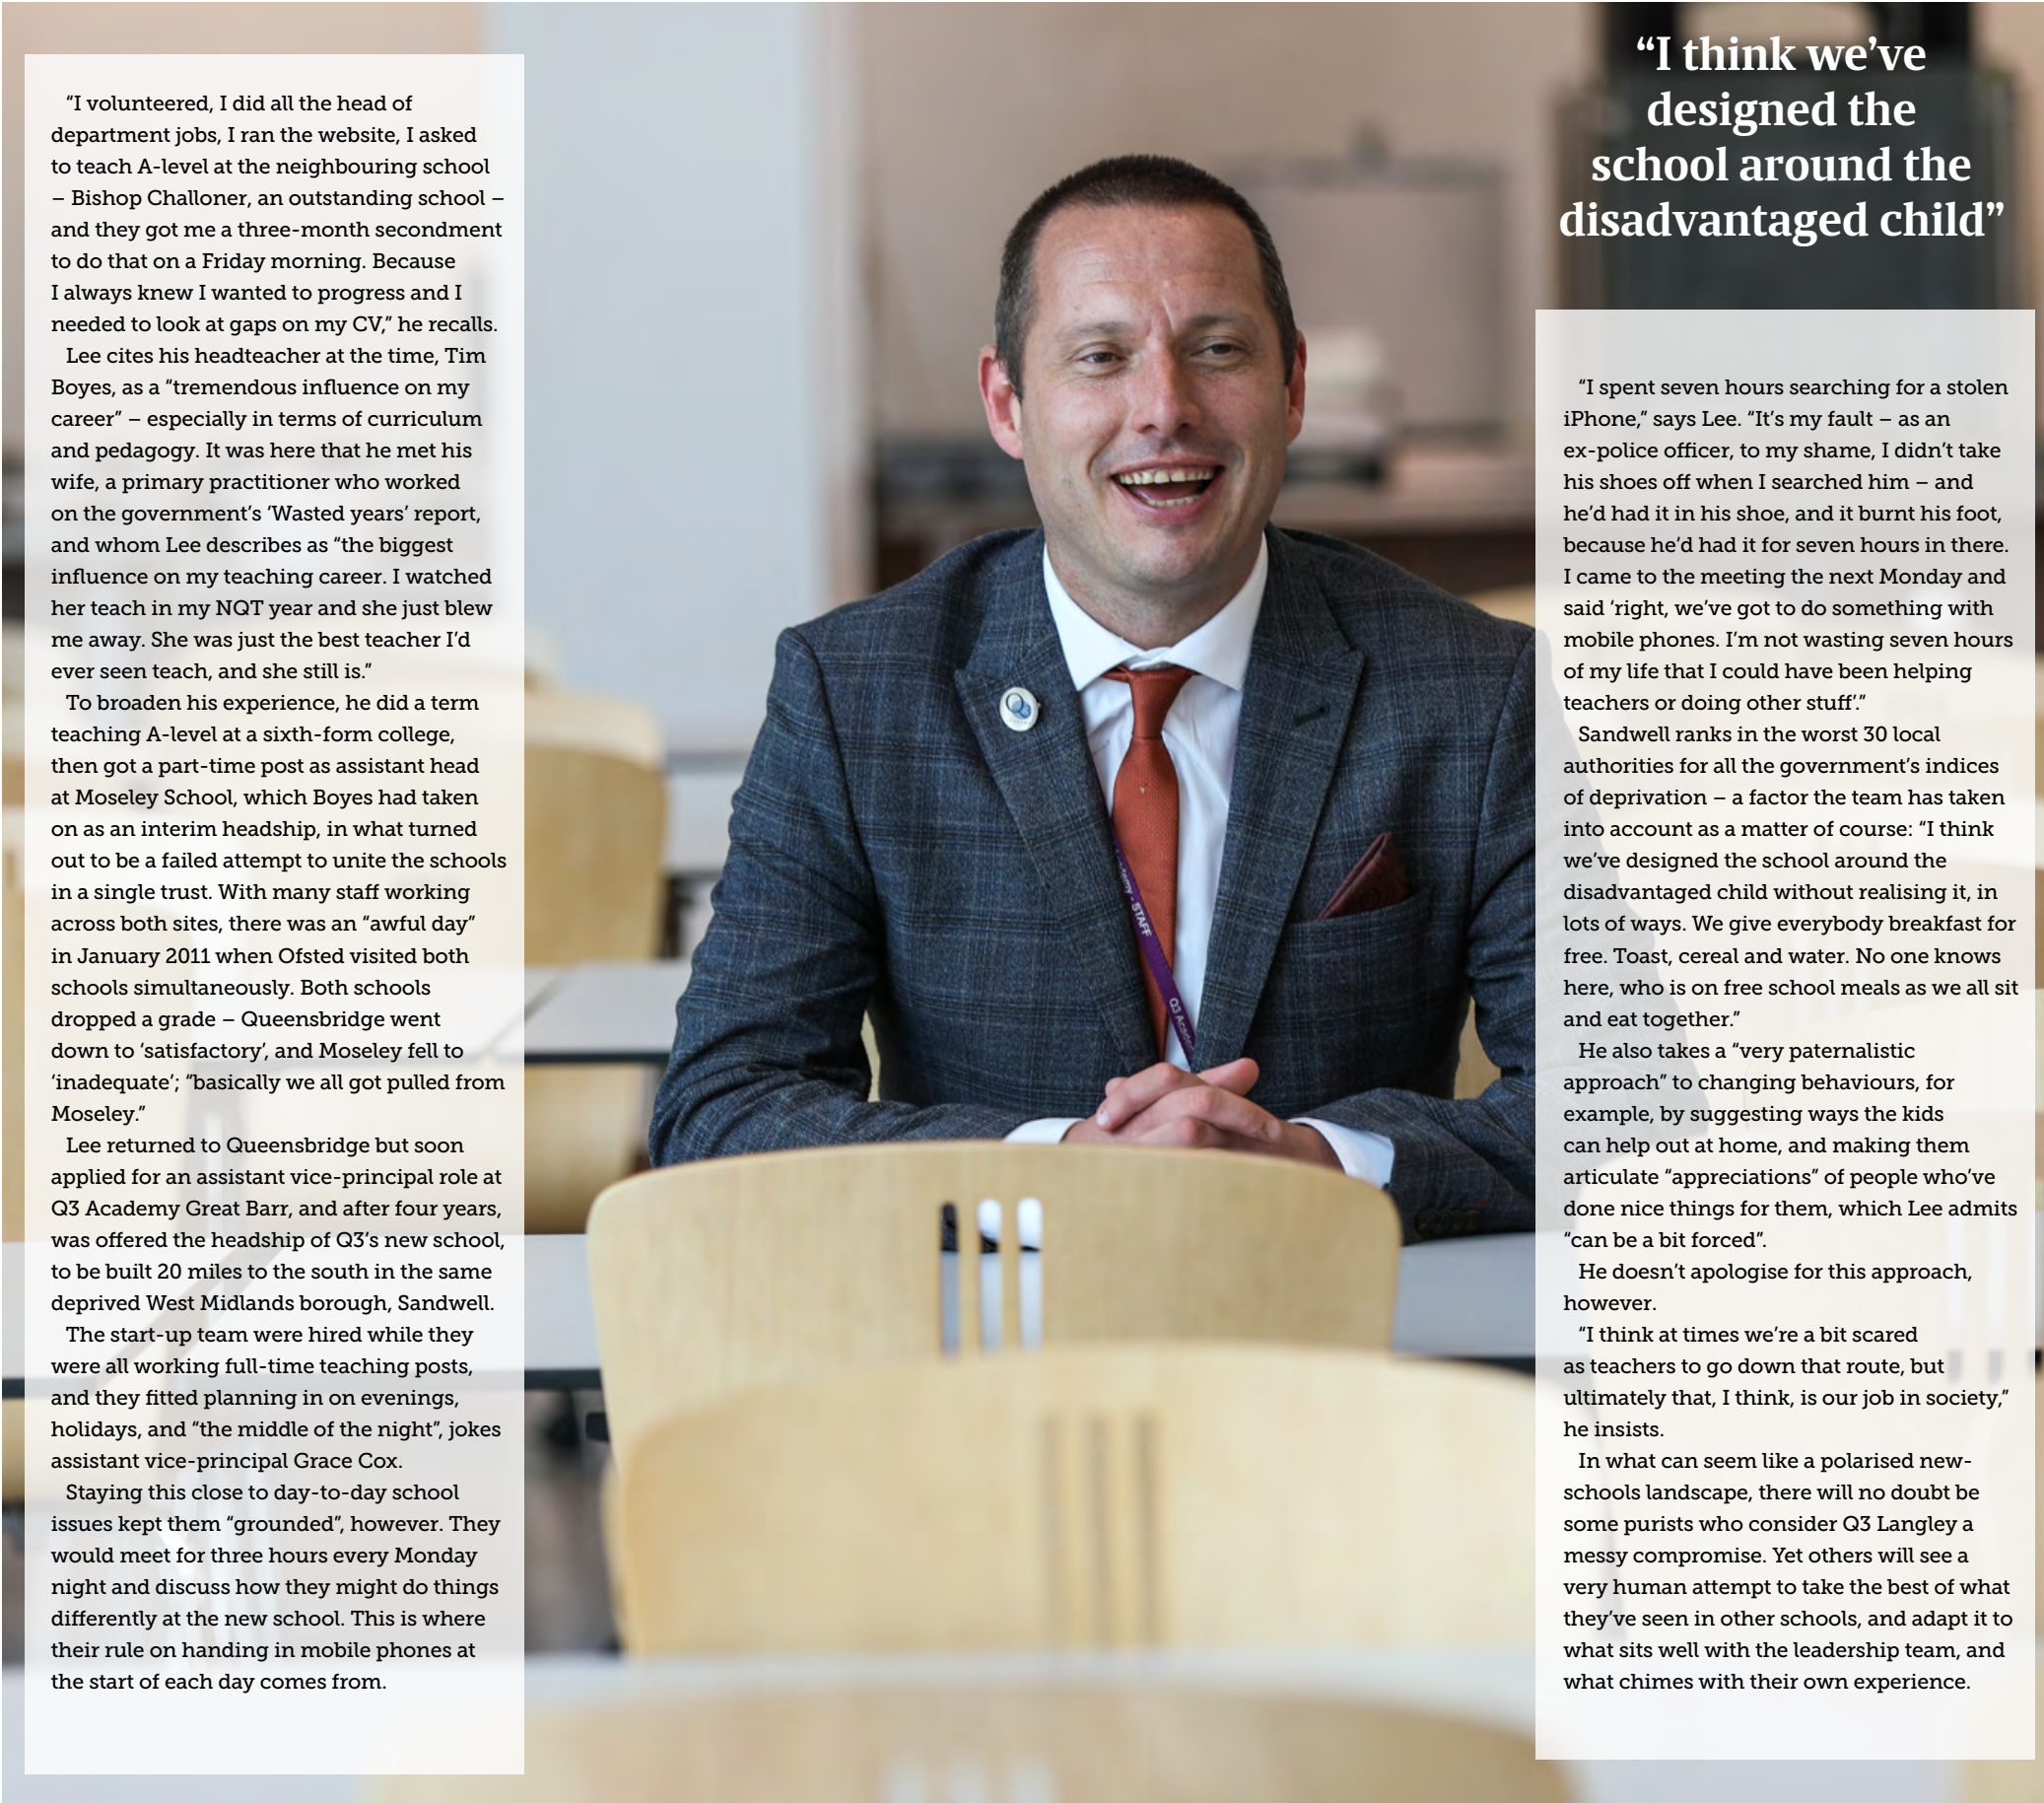 “I volunteered, I did all the head of
department jobs, I ran the website, I asked
to teach A-level at the neighbouring school
– Bishop Challoner, an outstanding school –
and they got me a three-month secondment
to do that on a Friday morning. Because
I always knew I wanted to progress and I
needed to look at gaps on my CV,” he recalls.
Lee cites his headteacher at the time, Tim
Boyes, as a “tremendous influence on my
career” – especially in terms of curriculum
and pedagogy. It was here that he met his
wife, a primary practitioner who worked
on the government’s ‘Wasted years’ report,
and whom Lee describes as “the biggest
influence on my teaching career. I watched
her teach in my NQT year and she just blew
me away. She was just the best teacher I’d
ever seen teach, and she still is.”
To broaden his experience, he did a term
teaching A-level at a sixth-form college,
then got a part-time post as assistant head
at Moseley School, which Boyes had taken
on as an interim headship, in what turned
out to be a failed attempt to unite the schools
in a single trust. With many staff working
across both sites, there was an “awful day”
in January 2011 when Ofsted visited both
schools simultaneously. Both schools
dropped a grade – Queensbridge went
down to ‘satisfactory’, and Moseley fell to
‘inadequate’; “basically we all got pulled from
Moseley.”
Lee returned to Queensbridge but soon
applied for an assistant vice-principal role at
Q3 Academy Great Barr, and after four years,
was offered the headship of Q3’s new school,
to be built 20 miles to the south in the same
deprived West Midlands borough, Sandwell.
The start-up team were hired while they
were all working full-time teaching posts,
and they fitted planning in on evenings,
holidays, and “the middle of the night”, jokes
assistant vice-principal Grace Cox.
Staying this close to day-to-day school
issues kept them “grounded”, however. They
would meet for three hours every Monday
night and discuss how they might do things
differently at the new school. This is where
their rule on handing in mobile phones at
the start of each day comes from.
“I think we’ve
designed the
school around the
disadvantaged child”
“I spent seven hours searching for a stolen
iPhone,” says Lee. “It’s my fault – as an
ex-police officer, to my shame, I didn’t take
his shoes off when I searched him – and
he’d had it in his shoe, and it burnt his foot,
because he’d had it for seven hours in there.
I came to the meeting the next Monday and
said ‘right, we’ve got to do something with
mobile phones. I’m not wasting seven hours
of my life that I could have been helping
teachers or doing other stuff’.”
Sandwell ranks in the worst 30 local
authorities for all the government’s indices
of deprivation – a factor the team has taken
into account as a matter of course: “I think
we’ve designed the school around the
disadvantaged child without realising it, in
lots of ways. We give everybody breakfast for
free. Toast, cereal and water. No one knows
here, who is on free school meals as we all sit
and eat together.”
He also takes a “very paternalistic
approach” to changing behaviours, for
example, by suggesting ways the kids
can help out at home, and making them
articulate “appreciations” of people who’ve
done nice things for them, which Lee admits
“can be a bit forced”.
He doesn’t apologise for this approach,
however.
“I think at times we’re a bit scared
as teachers to go down that route, but
ultimately that, I think, is our job in society,”
he insists.
In what can seem like a polarised new-
schools landscape, there will no doubt be
some purists who consider Q3 Langley a
messy compromise. Yet others will see a
very human attempt to take the best of what
they’ve seen in other schools, and adapt it to
what sits well with the leadership team, and
what chimes with their own experience.
Q3
- STAFF
Q3